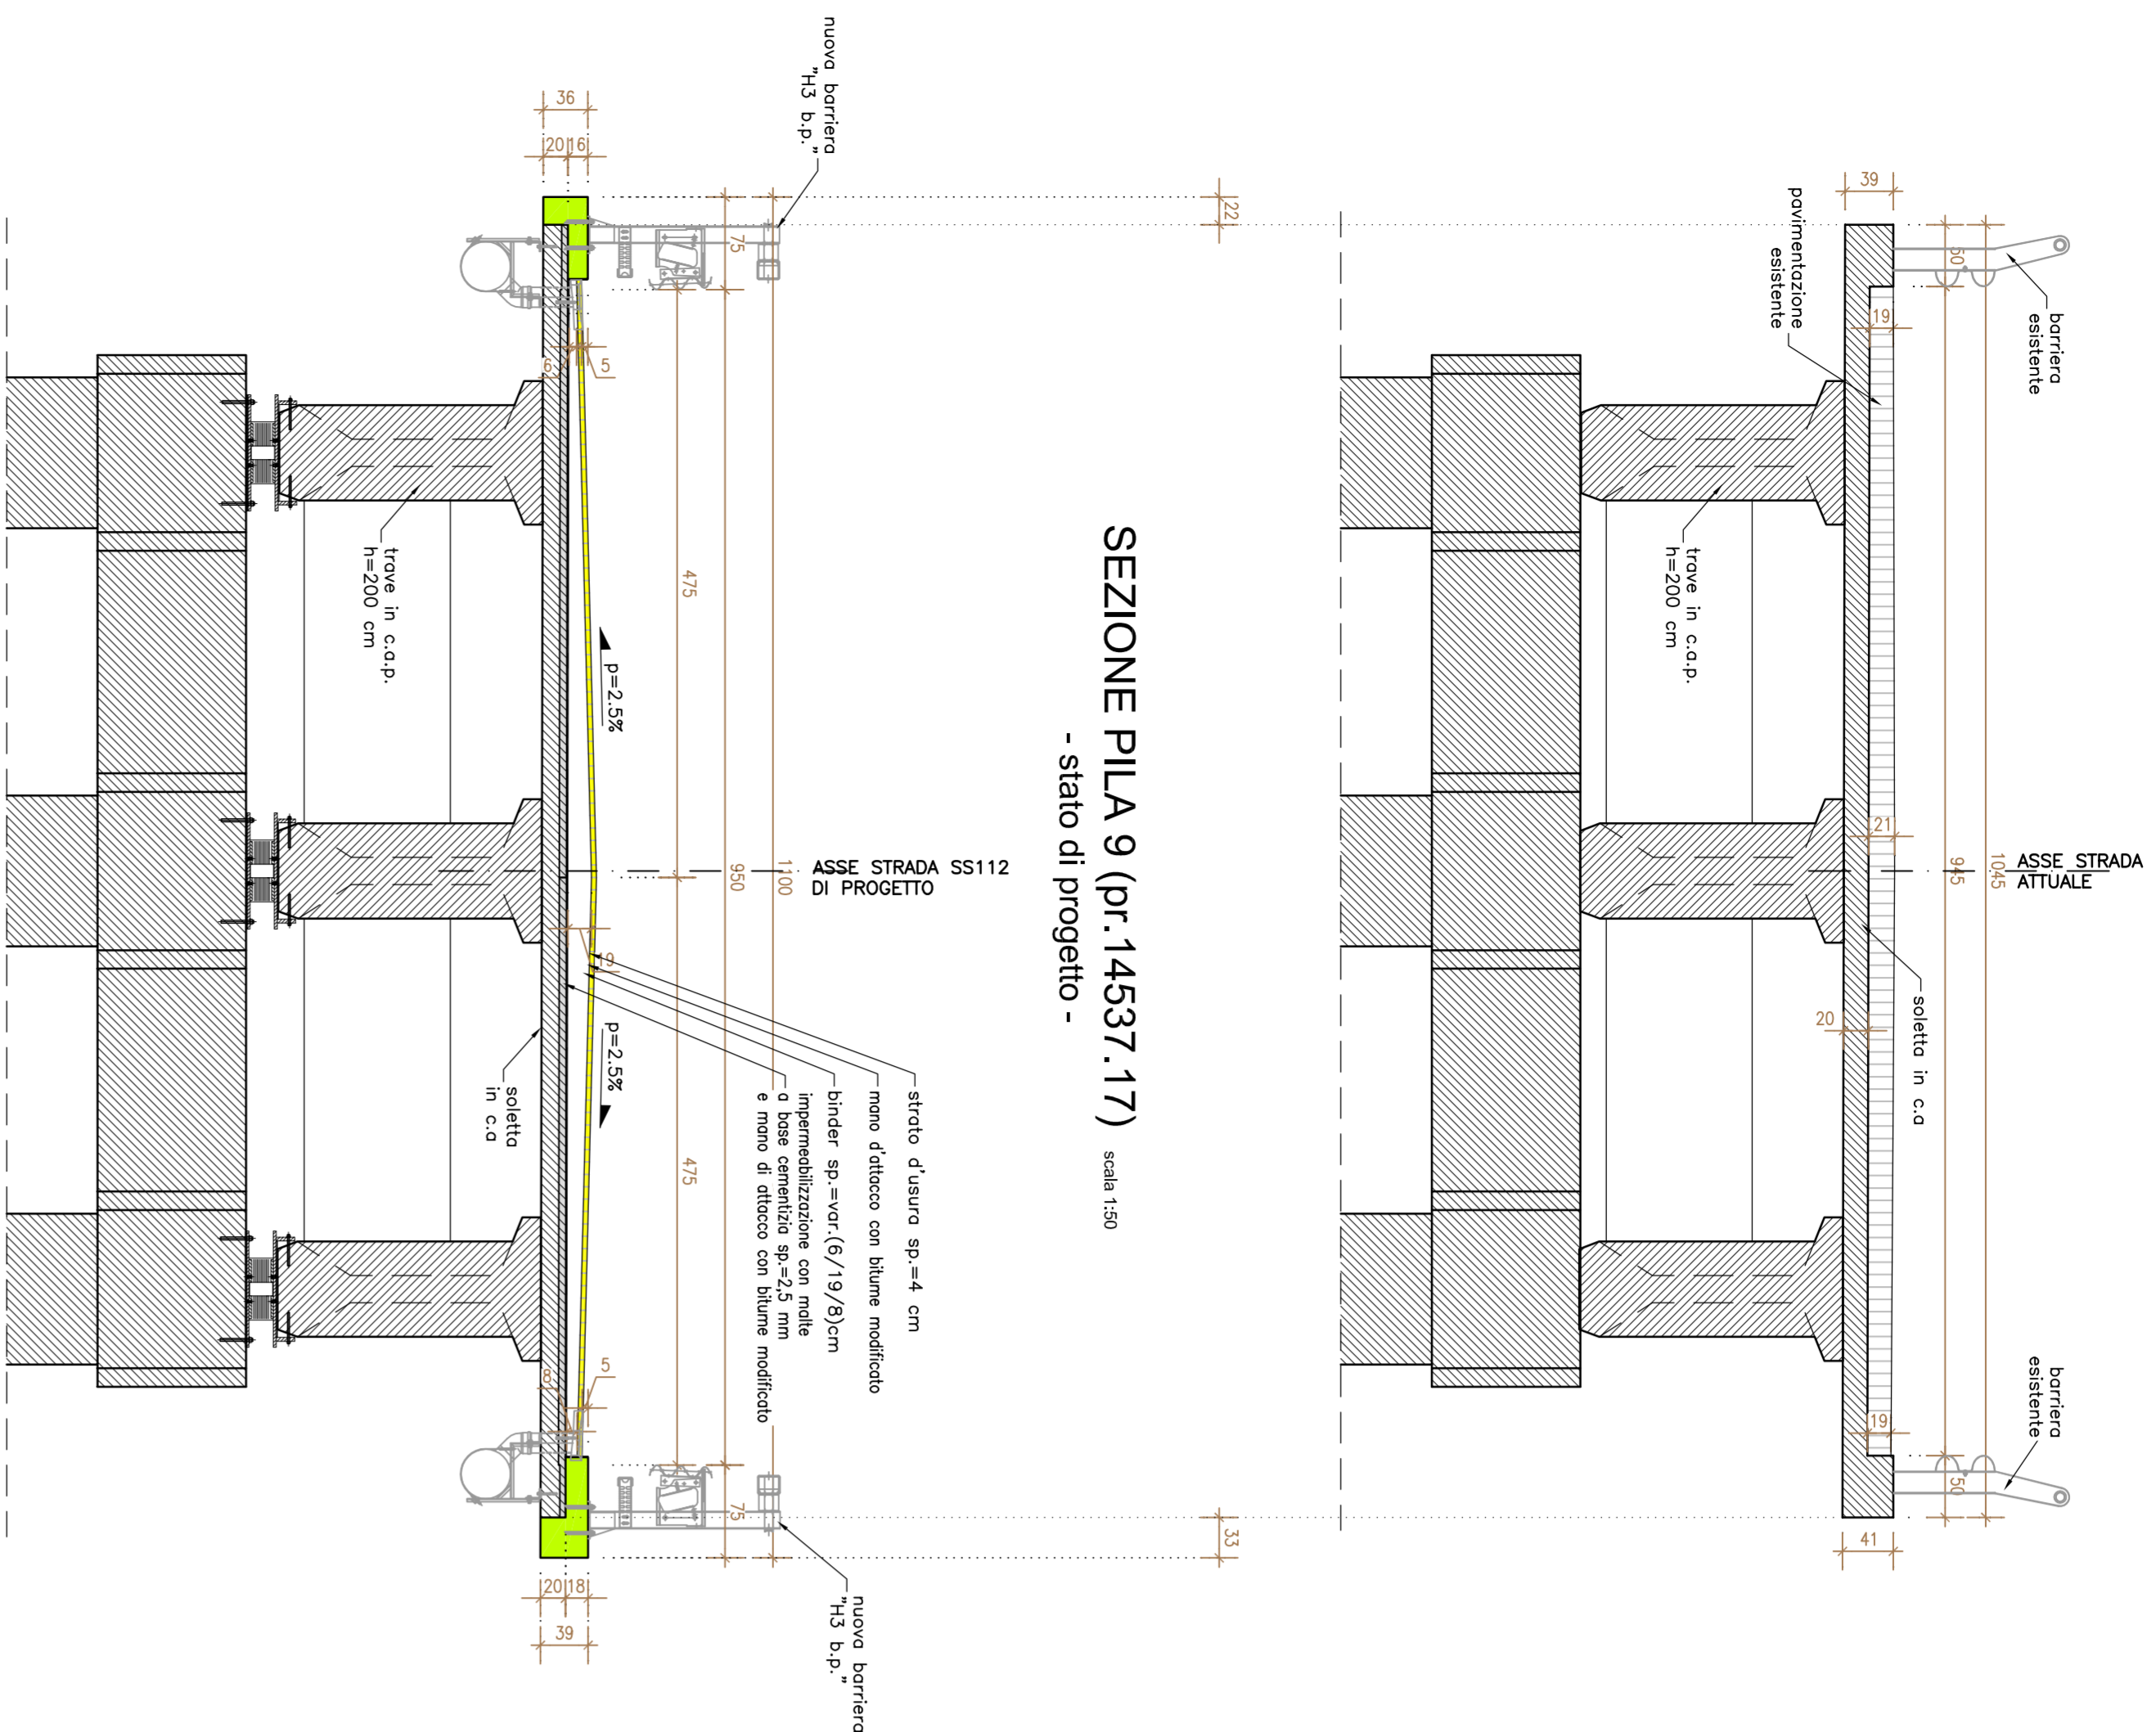 barriera
esistente
39
50
1045
945
ASSE STRADA
ATTUALE
pavimentazione
esistente
19
21
19
20
trave in c.a.p.
h=200 cm
soletta in c.a
barriera
esistente
50
41
SEZIONE PILA 9 (pr.14537.17) scala 1:50
- stato di progetto -
22
33
nuova barriera
"H3 b.p."
36
20
16
75
1100
950
475
475
75
ASSE STRADA SS112
DI PROGETTO
p=2.5%
p=2.5%
6
5
19
8
5
strato d'usura sp.=4 cm
mano d'attacco con bitume modificato
binder sp.=var.(6/19/8)cm
impermeabilizzazione con malte
a base cementizia sp.=2,5 mm
e mano di attacco con bitume modificato
trave in c.a.p.
h=200 cm
soletta
in c.a
nuova barriera
"H3 b.p."
20
18
39